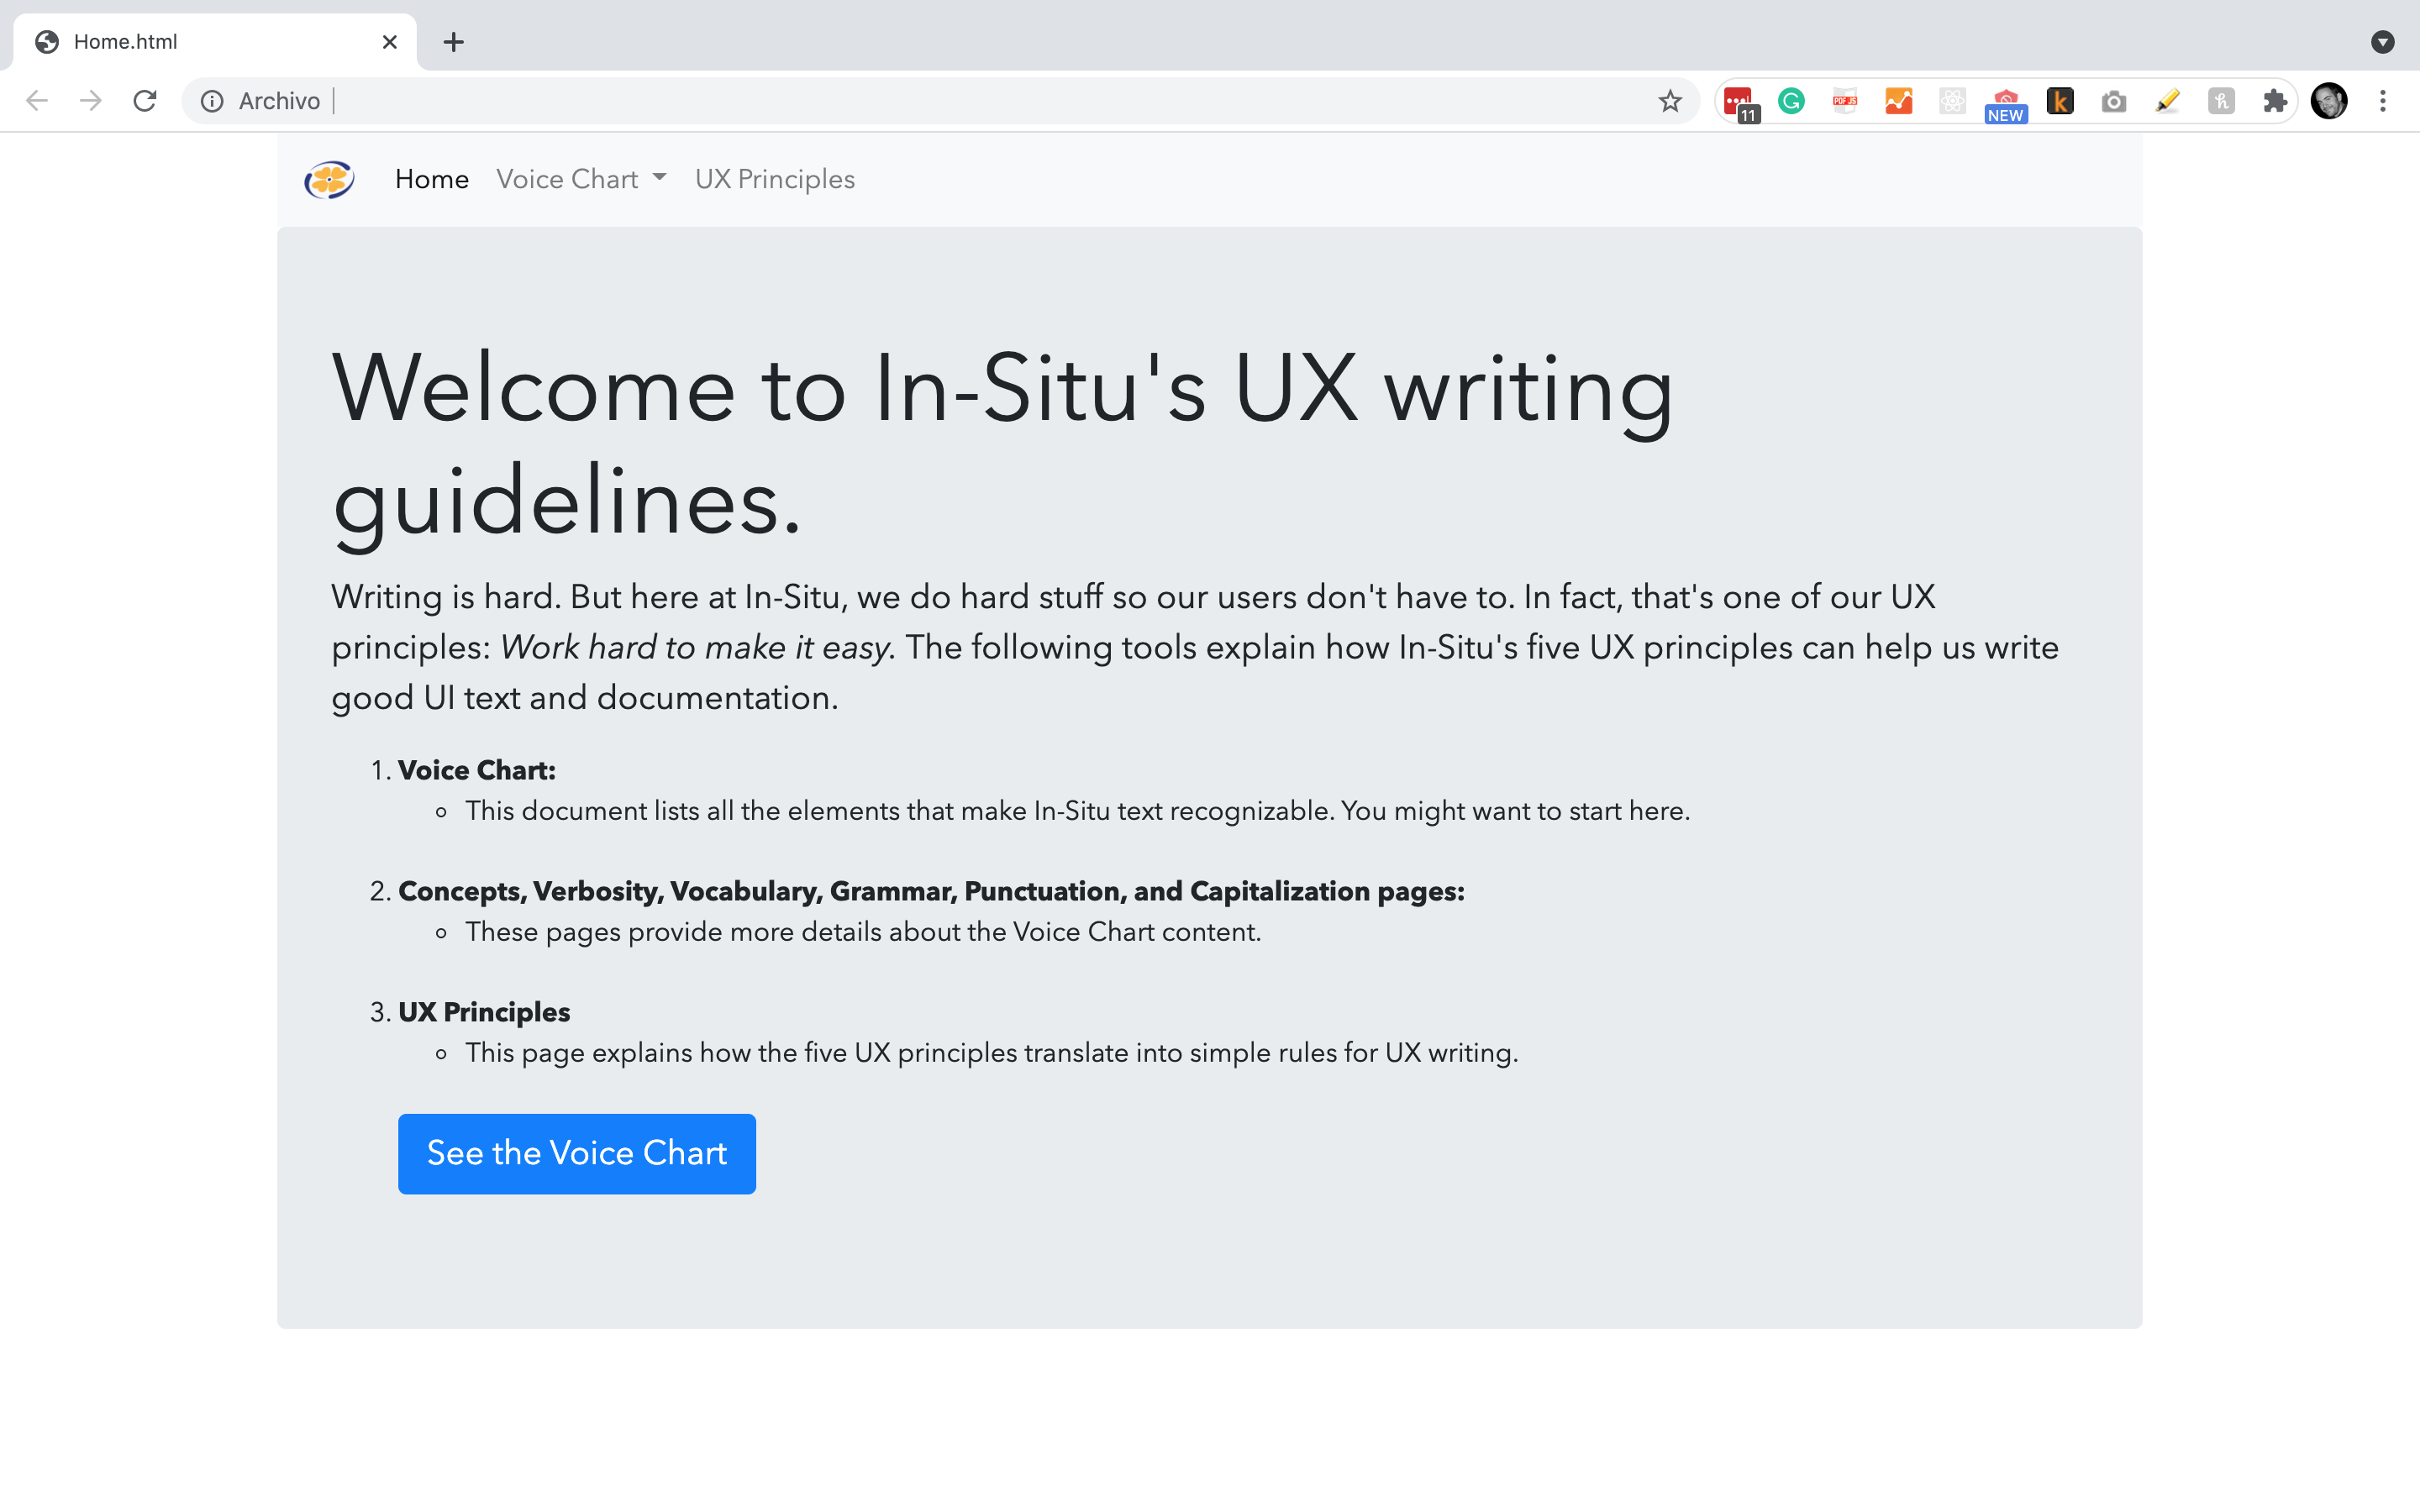 Home.html
Archivo
11
PDF JS
NEW
k
h
Home Voice Chart UX Principles
Welcome to In-Situ's UX writing
guidelines.
Writing is hard. But here at In-Situ, we do hard stuff so our users don't have to. In fact, that's one of our UX
principles: Work hard to make it easy. The following tools explain how In-Situ's five UX principles can help us write
good UI text and documentation.
1. Voice Chart:
◦ This document lists all the elements that make In-Situ text recognizable. You might want to start here.
2. Concepts, Verbosity, Vocabulary, Grammar, Punctuation, and Capitalization pages:
◦ These pages provide more details about the Voice Chart content.
3. UX Principles
◦ This page explains how the five UX principles translate into simple rules for UX writing.
See the Voice Chart